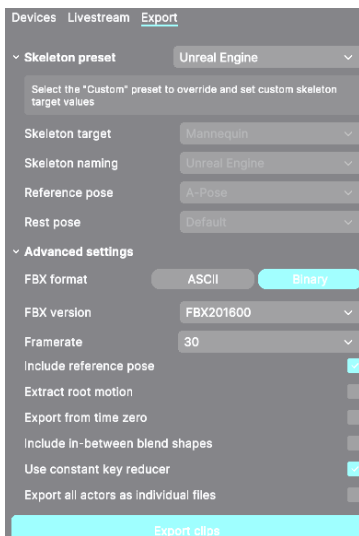 Devices Livestream Export
Skeleton preset Unreal Engine
Select the "Custom" preset to override and set custom skeleton
target values
Skeleton target Mannequin
Skeleton naming Unreal Engine
Reference pose A-Pose
Rest pose Default
Advanced settings
FBX format ASCII Binary
FBX version FBX201600
Framerate 30
Include reference pose
Extract root motion
Export from time zero
Include in-between blend shapes
Use constant key reducer
Export all actors as individual files
Export clips